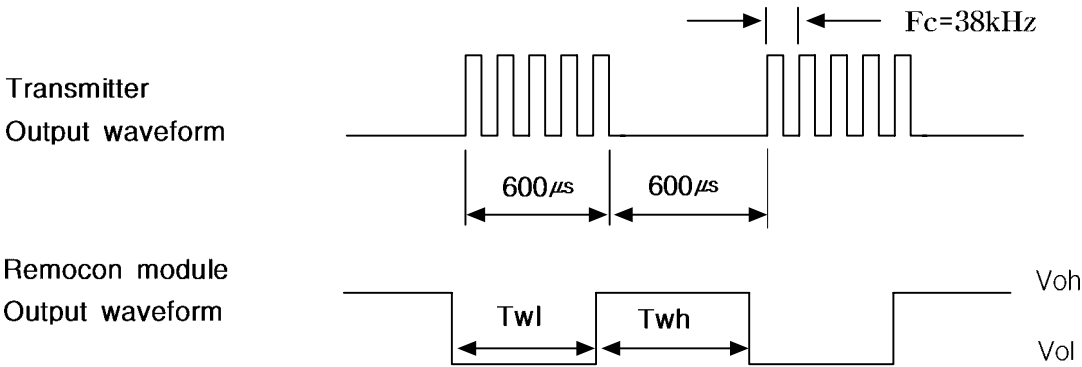 Fc=38kHz
Transmitter
Output waveform
600μs 600μs
Remocon module
Output waveform
Twl Twh
Voh
Vol